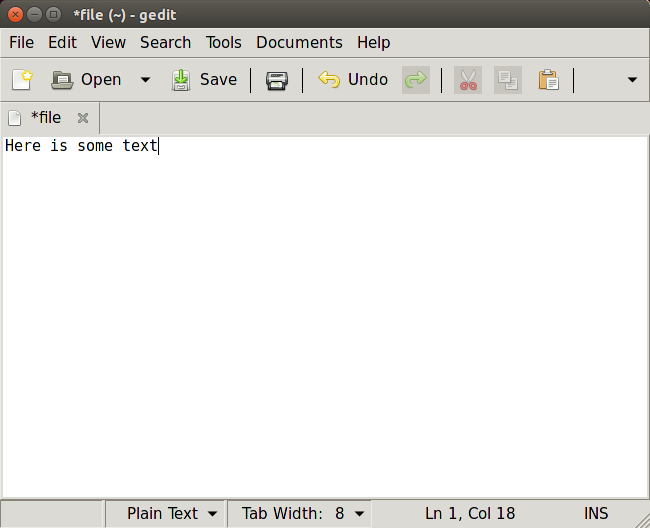 *file (~) - gedit
File Edit View Search Tools Documents Help
Open Save Undo
*file
Here is some text
Plain Text Tab Width: 8 Ln 1, Col 18 INS